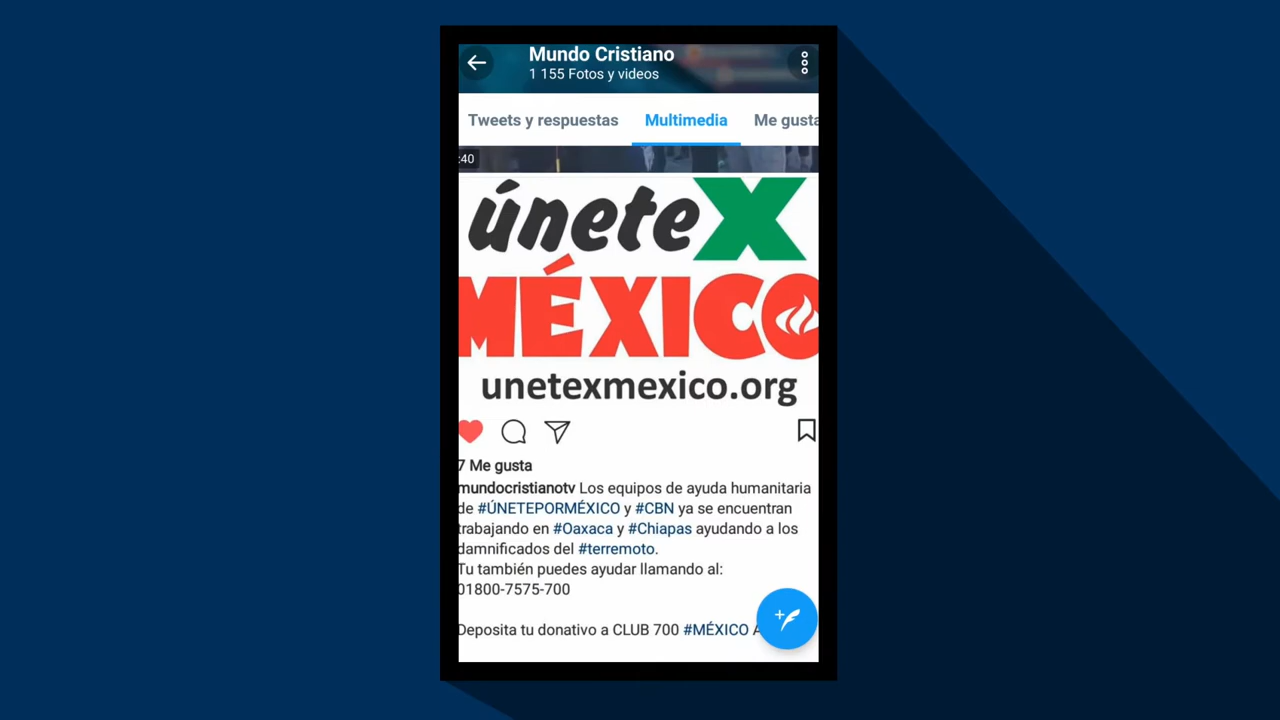 Mundo Cristiano
1 155 Fotos y videos
Tweets y respuestas Multimedia Me gusta
:40
úneteX
MÉXICO
unetexmexico.org
7 Me gusta
mundocristianotv Los equipos de ayuda humanitaria
de #ÚNETEPORMÉXICO y #CBN ya se encuentran
trabajando en #Oaxaca y #Chiapas ayudando a los
damnificados del #terremoto.
Tu también puedes ayudar llamando al:
01800-7575-700
Deposita tu donativo a CLUB 700 #MÉXICO